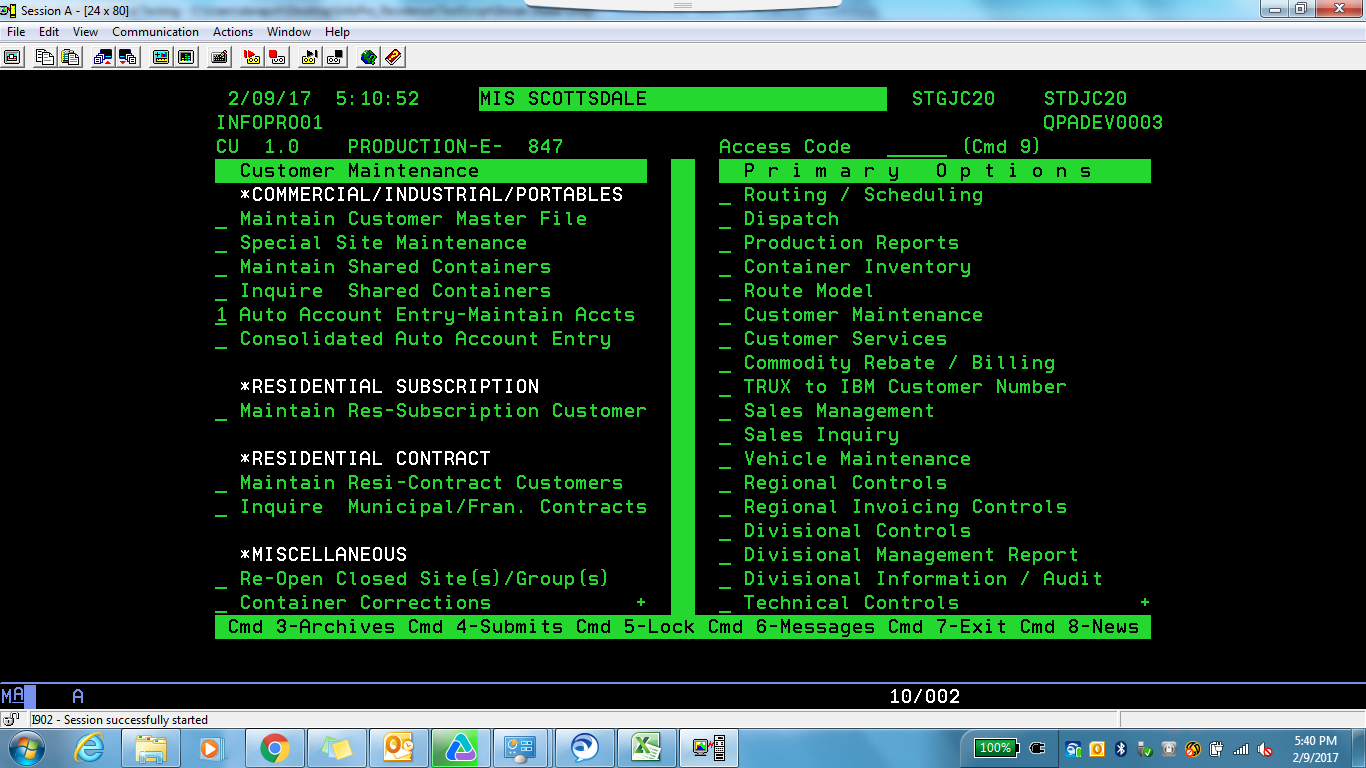 Session A - [24 x 80]
File Edit View Communication Actions Window Help
2/09/17 5:10:52 MIS SCOTTSDALE STGJC20 STDJC20
INFOPRO01 QPADEV0003
CU 1.0 PRODUCTION-E- 847 Access Code ______ (Cmd 9)
Customer Maintenance P r i m a r y O p t i o n s
*COMMERCIAL/INDUSTRIAL/PORTABLES _ Routing / Scheduling
_ Maintain Customer Master File _ Dispatch
_ Special Site Maintenance _ Production Reports
_ Maintain Shared Containers _ Container Inventory
_ Inquire Shared Containers _ Route Model
1 Auto Account Entry-Maintain Accts _ Customer Maintenance
_ Consolidated Auto Account Entry _ Customer Services
_ Commodity Rebate / Billing
*RESIDENTIAL SUBSCRIPTION _ TRUX to IBM Customer Number
_ Maintain Res-Subscription Customer _ Sales Management
_ Sales Inquiry
*RESIDENTIAL CONTRACT _ Vehicle Maintenance
_ Maintain Resi-Contract Customers _ Regional Controls
_ Inquire Municipal/Fran. Contracts _ Regional Invoicing Controls
_ Divisional Controls
*MISCELLANEOUS _ Divisional Management Report
_ Re-Open Closed Site(s)/Group(s) _ Divisional Information / Audit
_ Container Corrections + _ Technical Controls +
Cmd 3-Archives Cmd 4-Submits Cmd 5-Lock Cmd 6-Messages Cmd 7-Exit Cmd 8-News
MA A 10/002
I902 - Session successfully started
100% 5:40 PM
2/9/2017